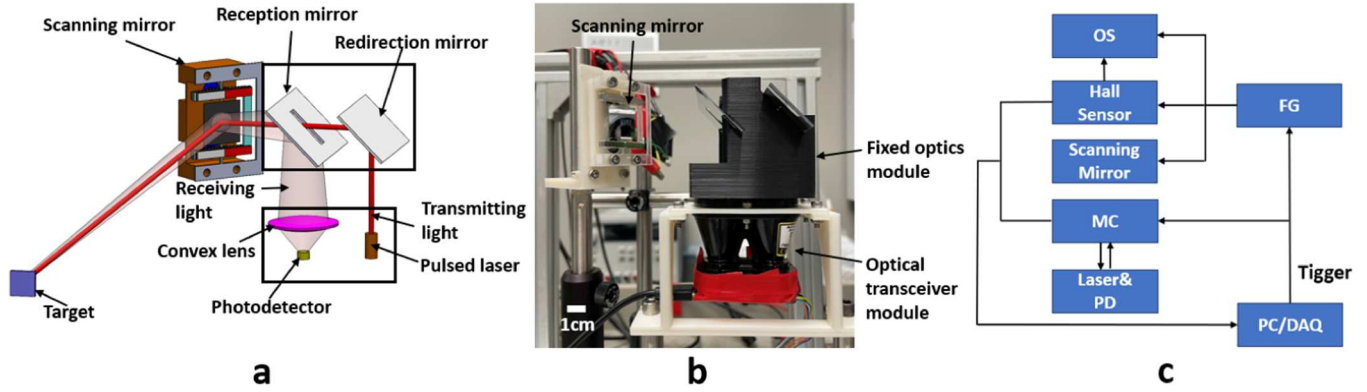 Scanning mirror
Reception mirror
Redirection mirror
Receiving
light
Convex lens
Transmitting
light
Pulsed laser
Photodetector
Target
a
Scanning mirror
Fixed optics
module
Optical
transceiver
module
1cm
b
OS
Hall
Sensor
FG
Scanning
Mirror
MC
Laser&
PD
Tigger
PC/DAQ
c